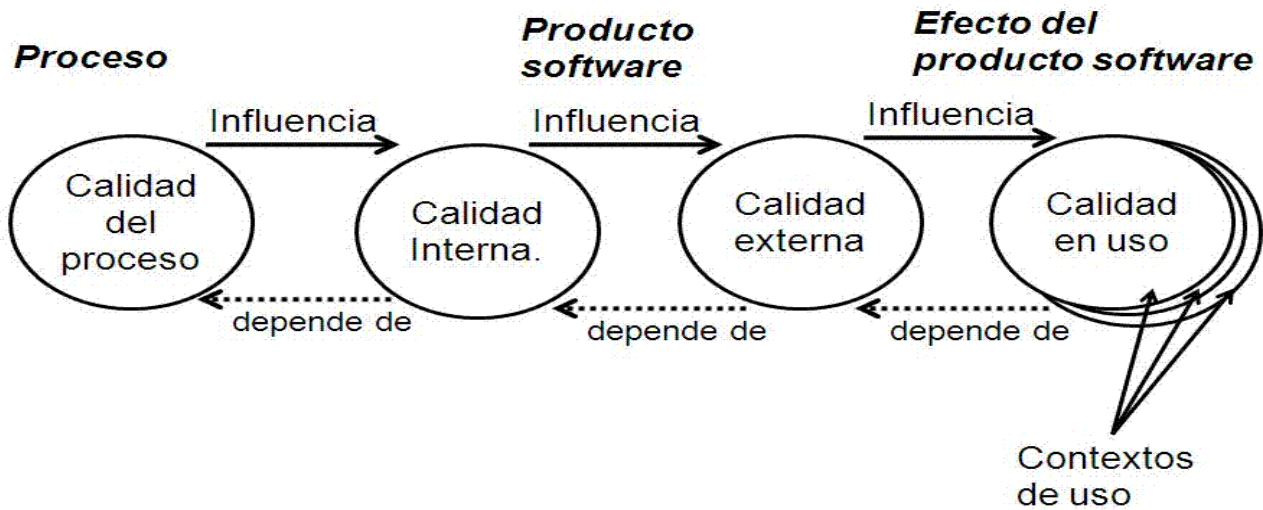 Proceso
Producto
software
Efecto del
producto software
Influencia
Influencia
Influencia
Calidad
del
proceso
Calidad
Interna.
Calidad
externa
Calidad
en uso
depende de
depende de
depende de
Contextos
de uso